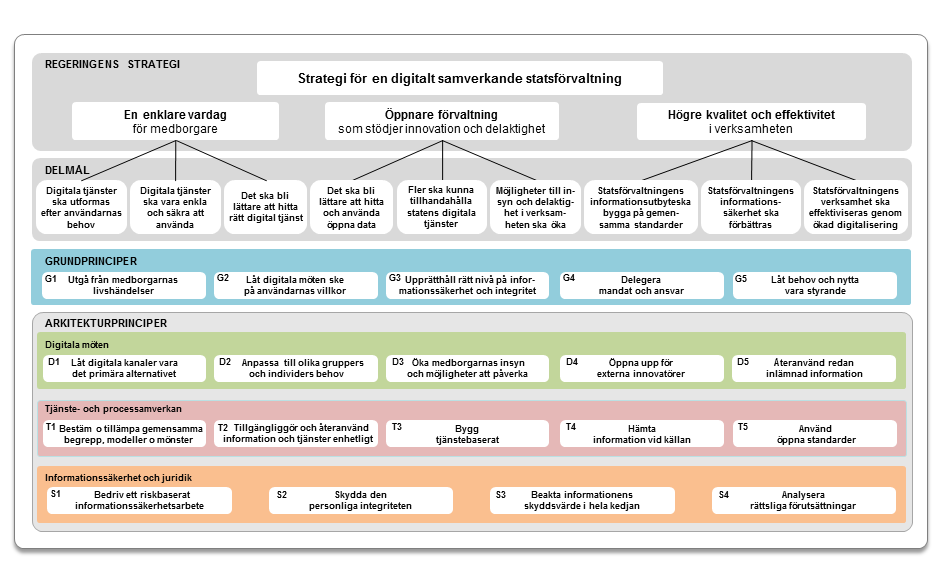 REGERINGENS STRATEGI
Strategi för en digitalt samverkande statsförvaltning
En enklare vardag
för medborgare
Öppnare förvaltning
som stödjer innovation och delaktighet
Högre kvalitet och effektivitet
i verksamheten
DELMÅL
Digitala tjänster
ska utformas
efter användarnas
behov
Digitala tjänster
ska vara enkla
och säkra att
använda
Det ska bli
lättare att hitta
rätt digital tjänst
Det ska bli
lättare att hitta
och använda
öppna data
Fler ska kunna
tillhandahålla
statens digitala
tjänster
Möjligheter till in-
syn och delaktig-
het i verksam-
heten ska öka
Statsförvaltningens
informationsutbyteska
bygga på gemen-
samma standarder
Statsförvaltningens
informations-
säkerhet ska
förbättras
Statsförvaltningens
verksamhet ska
effektiviseras genom
ökad digitalisering
GRUNDPRINCIPER
G1 Utgå från medborgarnas
livshändelser
G2 Låt digitala möten ske
på användarnas villkor
G3 Upprätthåll rätt nivå på infor-
mationssäkerhet och integritet
G4 Delegera
mandat och ansvar
G5 Låt behov och nytta
vara styrande
ARKITEKTURPRINCIPER
Digitala möten
D1 Låt digitala kanaler vara
det primära alternativet
D2 Anpassa till olika gruppers
och individers behov
D3 Öka medborgarnas insyn
och möjligheter att påverka
D4 Öppna upp för
externa innovatörer
D5 Återanvänd redan
inlämnad information
Tjänste- och processamverkan
T1 Bestäm o tillämpa gemensamma
begrepp, modeller o mönster
T2 Tillgängliggör och återanvänd
information och tjänster enhetligt
T3 Bygg
tjänstebaserat
T4 Hämta
information vid källan
T5 Använd
öppna standarder
Informationssäkerhet och juridik
S1 Bedriv ett riskbaserat
informationssäkerhetsarbete
S2 Skydda den
personliga integriteten
S3 Beakta informationens
skyddsvärde i hela kedjan
S4 Analysera
rättsliga förutsättningar